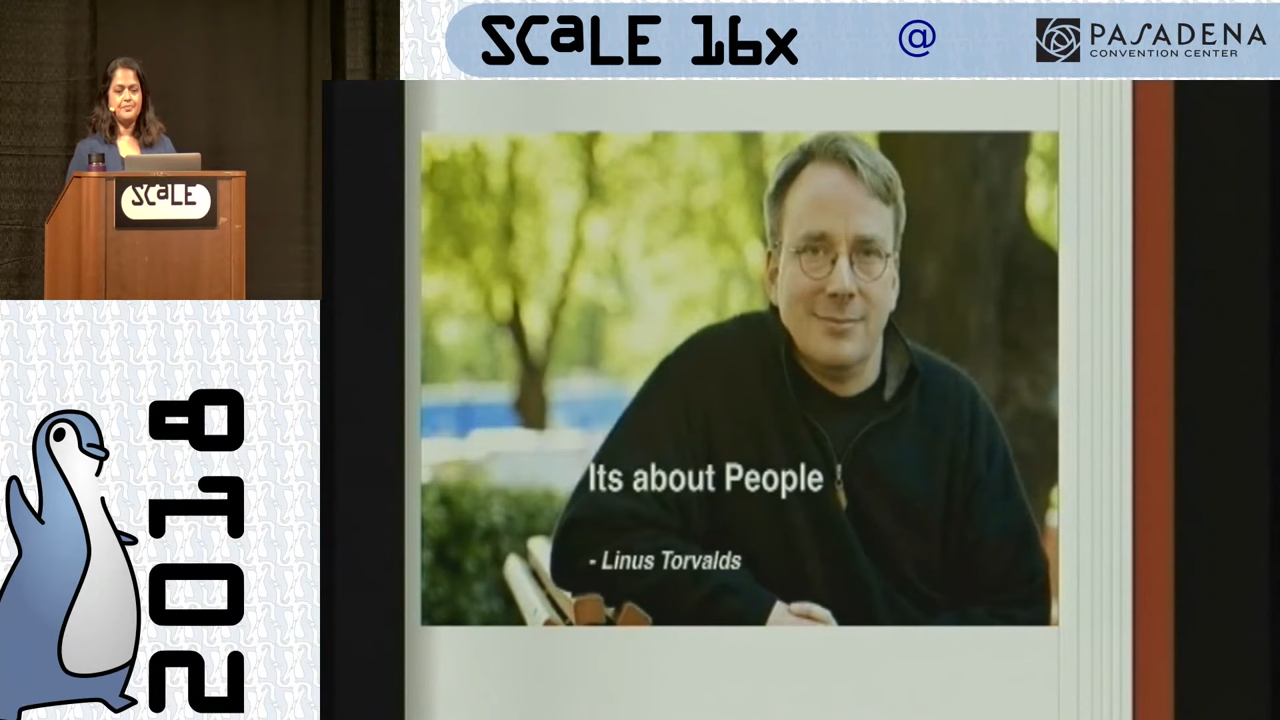 SCaLE 16x
@
PASADENA
CONVENTION CENTER
SCaLE
Its about People
- Linus Torvalds
2018